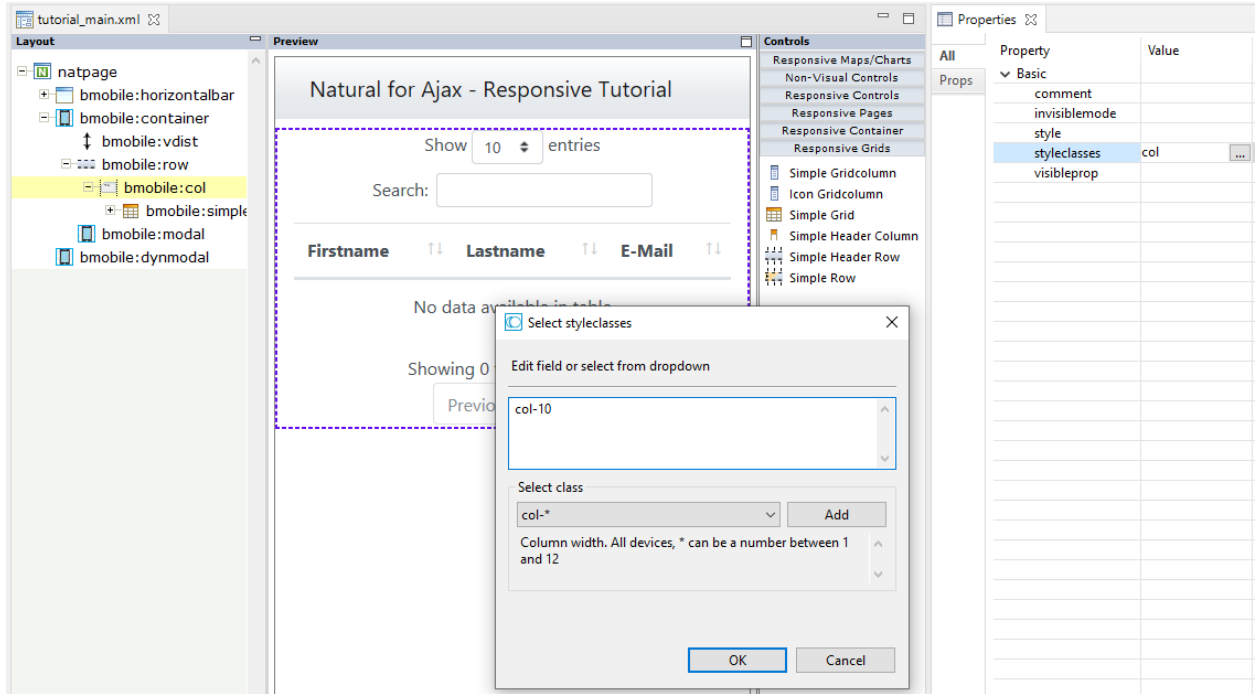 tutorial_main.xml
Layout
natpage
bmobile:horizontalbar
bmobile:container
bmobile:vdist
bmobile:row
bmobile:col
bmobile:simple
bmobile:modal
bmobile:dynmodal
Preview
Natural for Ajax - Responsive Tutorial
Show 10 entries
Search:
Firstname Lastname E-Mail
No data available in table
Showing 0
Previo
Controls
Responsive Maps/Charts
Non-Visual Controls
Responsive Controls
Responsive Pages
Responsive Container
Responsive Grids
Simple Gridcolumn
Icon Gridcolumn
Simple Grid
Simple Header Column
Simple Header Row
Simple Row
Select styleclasses
Edit field or select from dropdown
col-10
Select class
col-* Add
Column width. All devices, * can be a number between 1
and 12
OK Cancel
Properties
All
Props
Property Value
Basic
comment
invisiblemode
style
styleclasses col ...
visibleprop